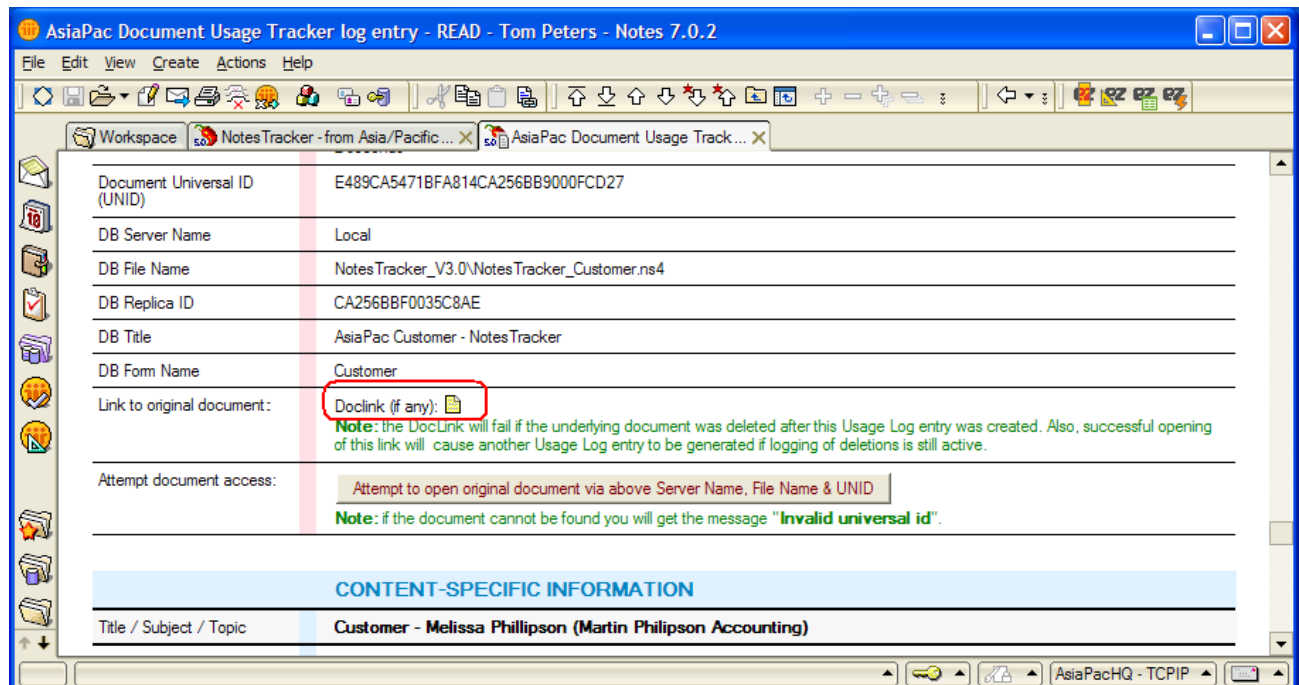 AsiaPac Document Usage Tracker log entry - READ - Tom Peters - Notes 7.0.2
File Edit View Create Actions Help
Workspace NotesTracker - from Asia/Pacific ... AsiaPac Document Usage Track ...
Document Universal ID (UNID) E489CA5471BFA814CA256BB9000FCD27
DB Server Name Local
DB File Name NotesTracker_V3.0\NotesTracker_Customer.ns4
DB Replica ID CA256BBF0035C8AE
DB Title AsiaPac Customer - NotesTracker
DB Form Name Customer
Link to original document: Doclink (if any):
Note: the DocLink will fail if the underlying document was deleted after this Usage Log entry was created. Also, successful opening
of this link will cause another Usage Log entry to be generated if logging of deletions is still active.
Attempt document access: Attempt to open original document via above Server Name, File Name & UNID
Note: if the document cannot be found you will get the message "Invalid universal id".
CONTENT-SPECIFIC INFORMATION
Title / Subject / Topic Customer - Melissa Phillipson (Martin Philipson Accounting)
AsiaPacHQ - TCPIP